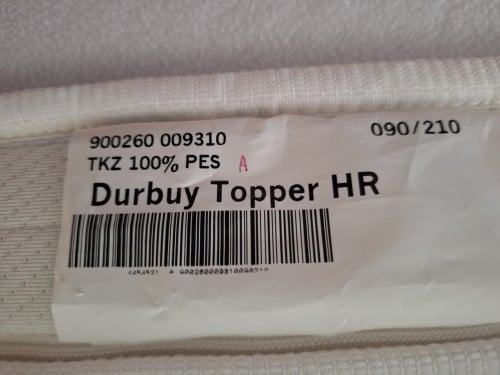 900260 009310 090/210
TKZ 100% PES A
Durbuy Topper HR